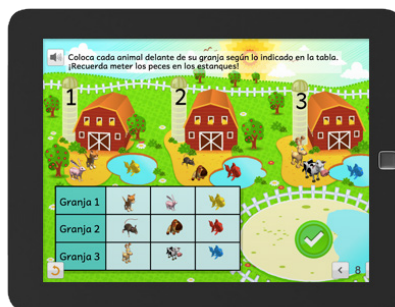 Coloca cada animal delante de su granja según lo indicado en la tabla.
¡Recuerda meter los peces en los estanques!
1 2 3
Granja 1
Granja 2
Granja 3
8